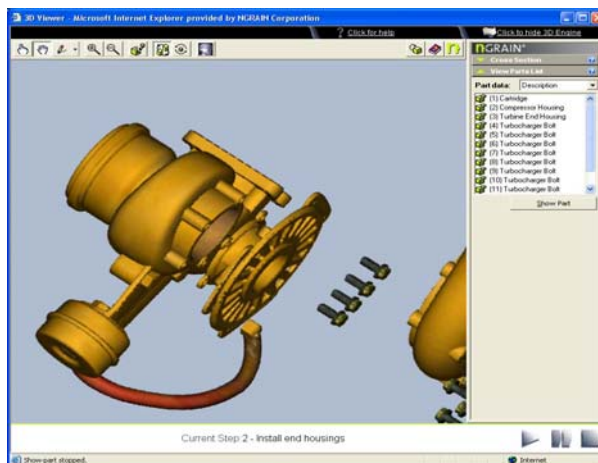 3D Viewer - Microsoft Internet Explorer provided by NGRAIN Corporation
? Click for help
Click to hide 3D Engine
NGRAIN
Cross Section
View Parts List
Part data: Description
(1) Cartridge
(2) Compressor Housing
(3) Turbine End Housing
(4) Turbocharger Bolt
(5) Turbocharger Bolt
(6) Turbocharger Bolt
(7) Turbocharger Bolt
(8) Turbocharger Bolt
(9) Turbocharger Bolt
(10) Turbocharger Bolt
(11) Turbocharger Bolt
Show Part
Current Step 2 - Install end housings
Show-part stopped.
Internet